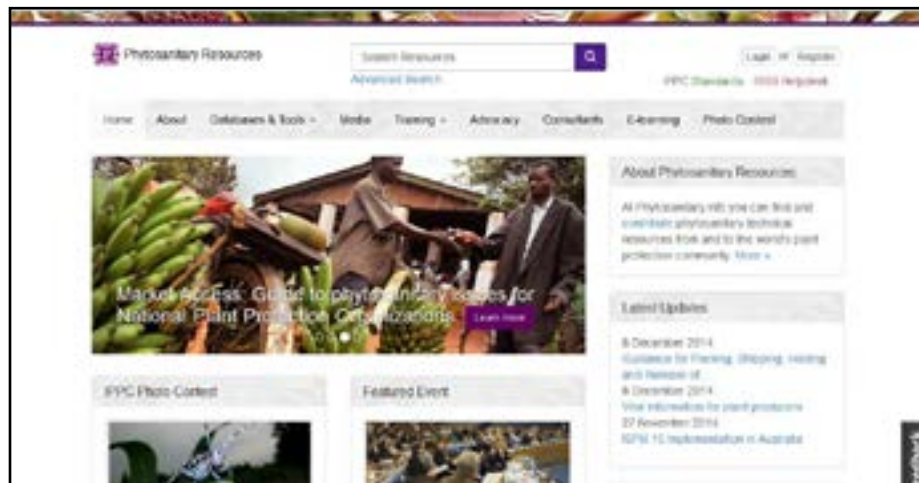 Phytosanitary Resources
Search Resources
Advanced Search
Login or Register
IPPC Standards Helpdesk
Home About Databases & Tools Media Training Advocacy Consultants E-learning Photo Contest
Market Access: Guide to phytosanitary issues for
National Plant Protection Organizations Learn more
IPPC Photo Contest
Featured Event
About Phytosanitary Resources
At Phytosanitary.info you can find and
contribute phytosanitary technical
resources from and to the world's plant
protection community. More »
Latest Updates
December 2014
Guidance for Packing, Shipping, Holding
and Release of
December 2014
information for plant producers
27 November 2014
ISPM 15 Implementation in Australia